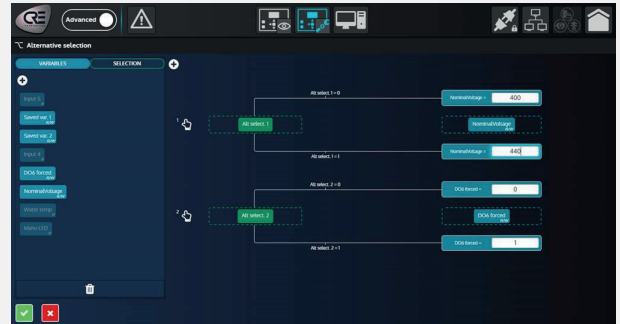 CRE
Advanced
Alternative selection
VARIABLES SELECTION
Input 5
Saved var. 1
R/W
Saved var. 2
R/W
Input 4
DO6 forced
R/W
NominalVoltage
R/W
Water temp
Mains LED
1
Alt select. 1 = 0
NominalVoltage = 400
Alt select. 1
NominalVoltage
R/W
Alt select. 1 = 1
NominalVoltage = 440
2
Alt select. 2 = 0
DO6 forced = 0
Alt select. 2
DO6 forced
R/W
Alt select. 2 = 1
DO6 forced = 1